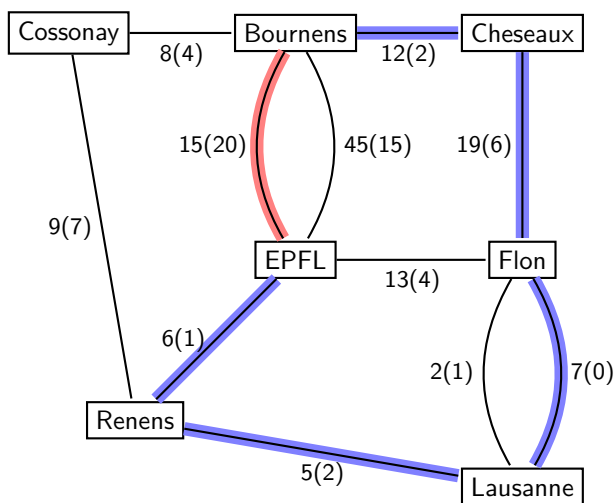 Cossonay
8(4)
Bournens
12(2)
Cheseaux
15(20)
45(15)
19(6)
9(7)
EPFL
13(4)
Flon
6(1)
2(1)
7(0)
Renens
5(2)
Lausanne